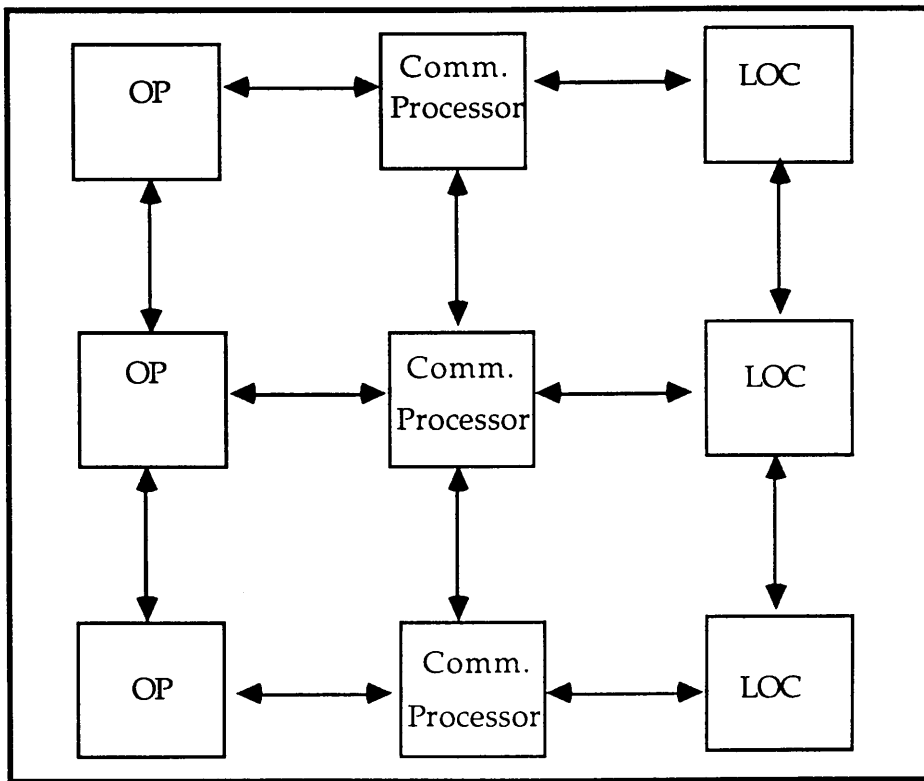 OP
Comm.
Processor
LOC
OP
Comm.
Processor
LOC
OP
Comm.
Processor
LOC